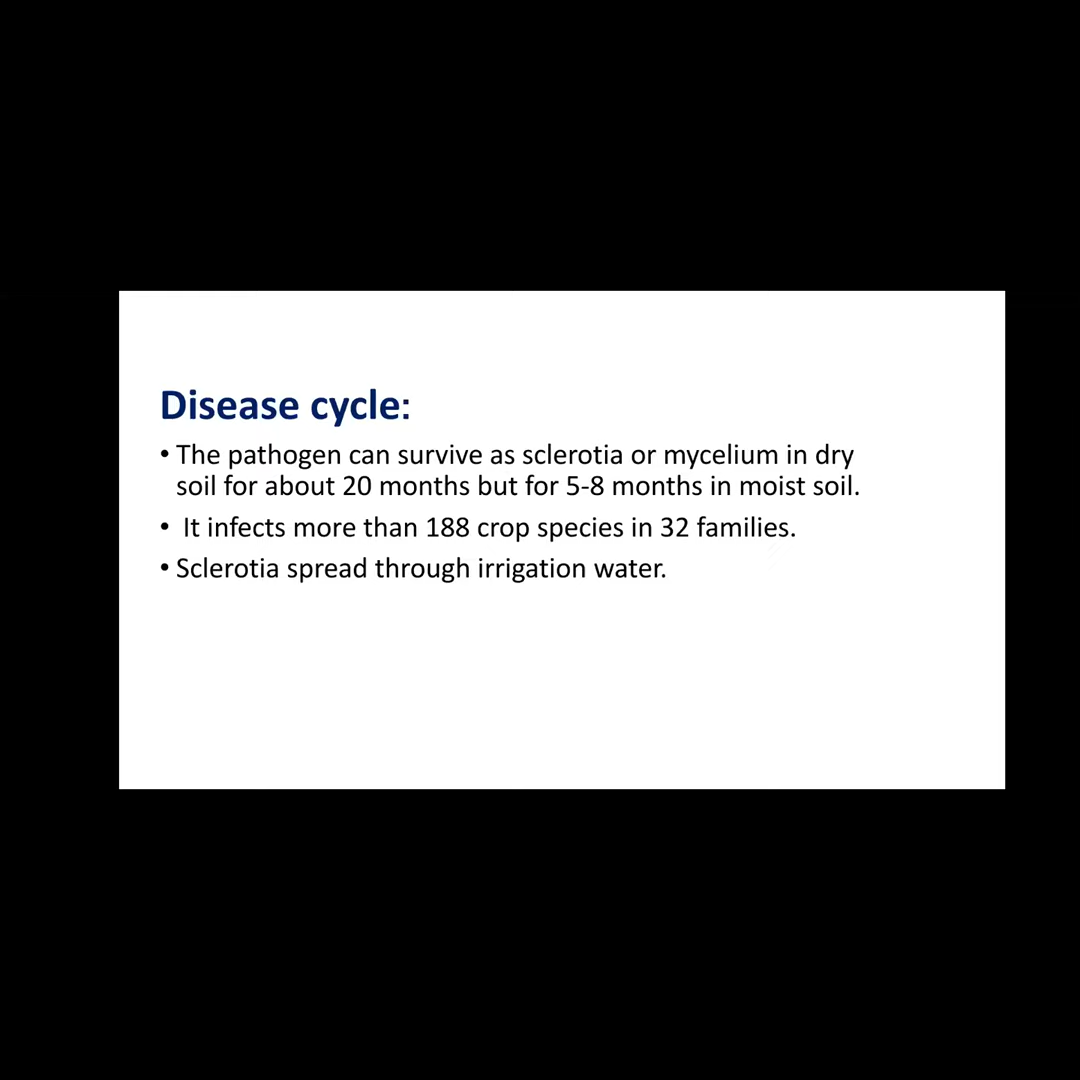 Disease cycle:
• The pathogen can survive as sclerotia or mycelium in dry
soil for about 20 months but for 5-8 months in moist soil.
• It infects more than 188 crop species in 32 families.
• Sclerotia spread through irrigation water.